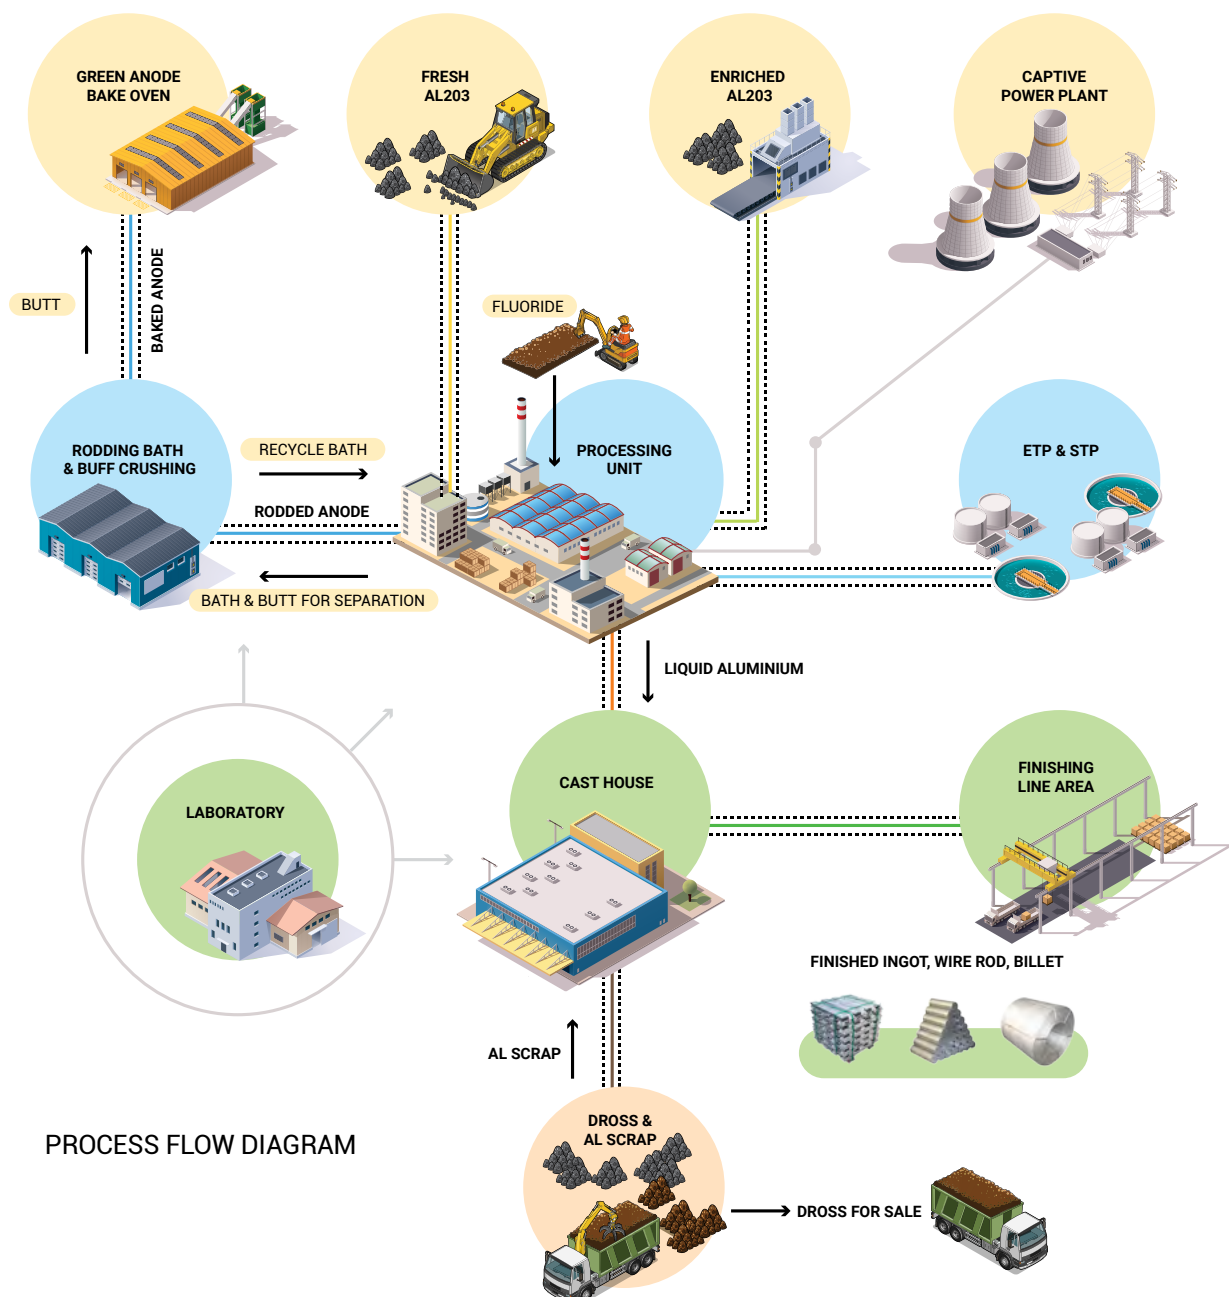 GREEN ANODE
BAKE OVEN
FRESH
AL203
ENRICHED
AL203
CAPTIVE
POWER PLANT
BUTT
BAKED ANODE
FLUORIDE
RODDING BATH
& BUFF CRUSHING
RECYCLE BATH
PROCESSING
UNIT
ETP & STP
RODDED ANODE
BATH & BUTT FOR SEPARATION
LIQUID ALUMINIUM
LABORATORY
CAST HOUSE
FINISHING
LINE AREA
FINISHED INGOT, WIRE ROD, BILLET
AL SCRAP
PROCESS FLOW DIAGRAM
DROSS &
AL SCRAP
DROSS FOR SALE